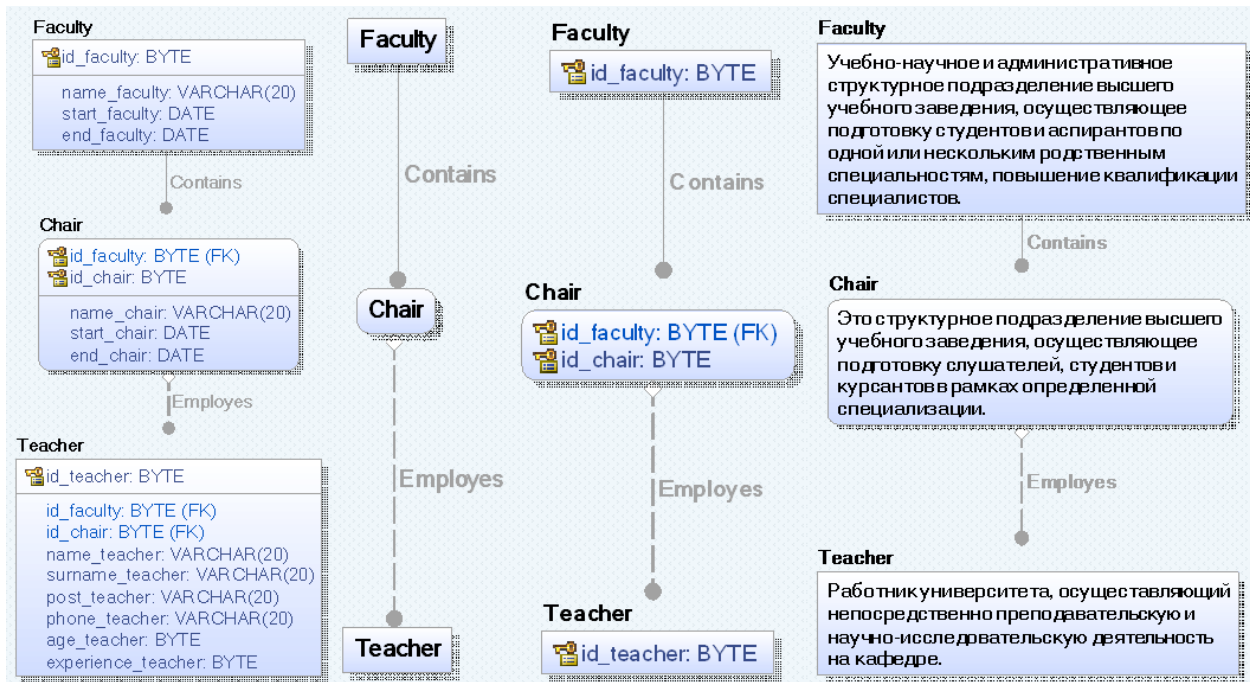 Faculty
id_faculty: BYTE
name_faculty: VARCHAR(20)
start_faculty: DATE
end_faculty: DATE
Contains
Chair
id_faculty: BYTE (FK)
id_chair: BYTE
name_chair: VARCHAR(20)
start_chair: DATE
end_chair: DATE
Employes
Teacher
id_teacher: BYTE
id_faculty: BYTE (FK)
id_chair: BYTE (FK)
name_teacher: VARCHAR(20)
surname_teacher: VARCHAR(20)
post_teacher: VARCHAR(20)
phone_teacher: VARCHAR(20)
age_teacher: BYTE
experience_teacher: BYTE
Faculty
Contains
Chair
Employes
Teacher
Faculty
id_faculty: BYTE
Contains
Chair
id_faculty: BYTE (FK)
id_chair: BYTE
Employes
Teacher
id_teacher: BYTE
Faculty
Учебно-научное и административное
структурное подразделение высшего
учебного заведения, осуществляющее
подготовку студентов и аспирантов по
одной или нескольким родственным
специальностям, повышение квалификации
специалистов.
Contains
Chair
Это структурное подразделение высшего
учебного заведения, осуществляющее
подготовку слушателей, студентов и
курсантов в рамках определенной
специализации.
Employes
Teacher
Работник университета, осуществляющий
непосредственно преподавательскую и
научно-исследовательскую деятельность
на кафедре.